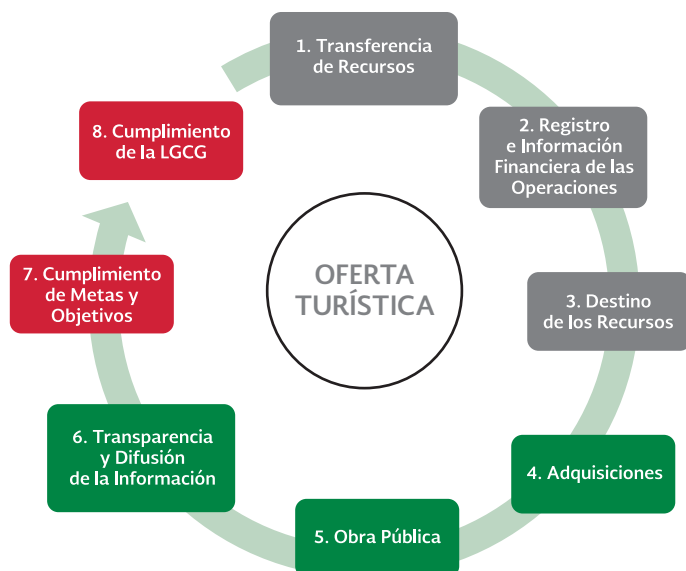 1. Transferencia
de Recursos
2. Registro
e Información
Financiera de las
Operaciones
3. Destino
de los Recursos
4. Adquisiciones
5. Obra Pública
6. Transparencia
y Difusión
de la Información
7. Cumplimiento
de Metas y
Objetivos
8. Cumplimiento
de la LGCG
OFERTA
TURÍSTICA